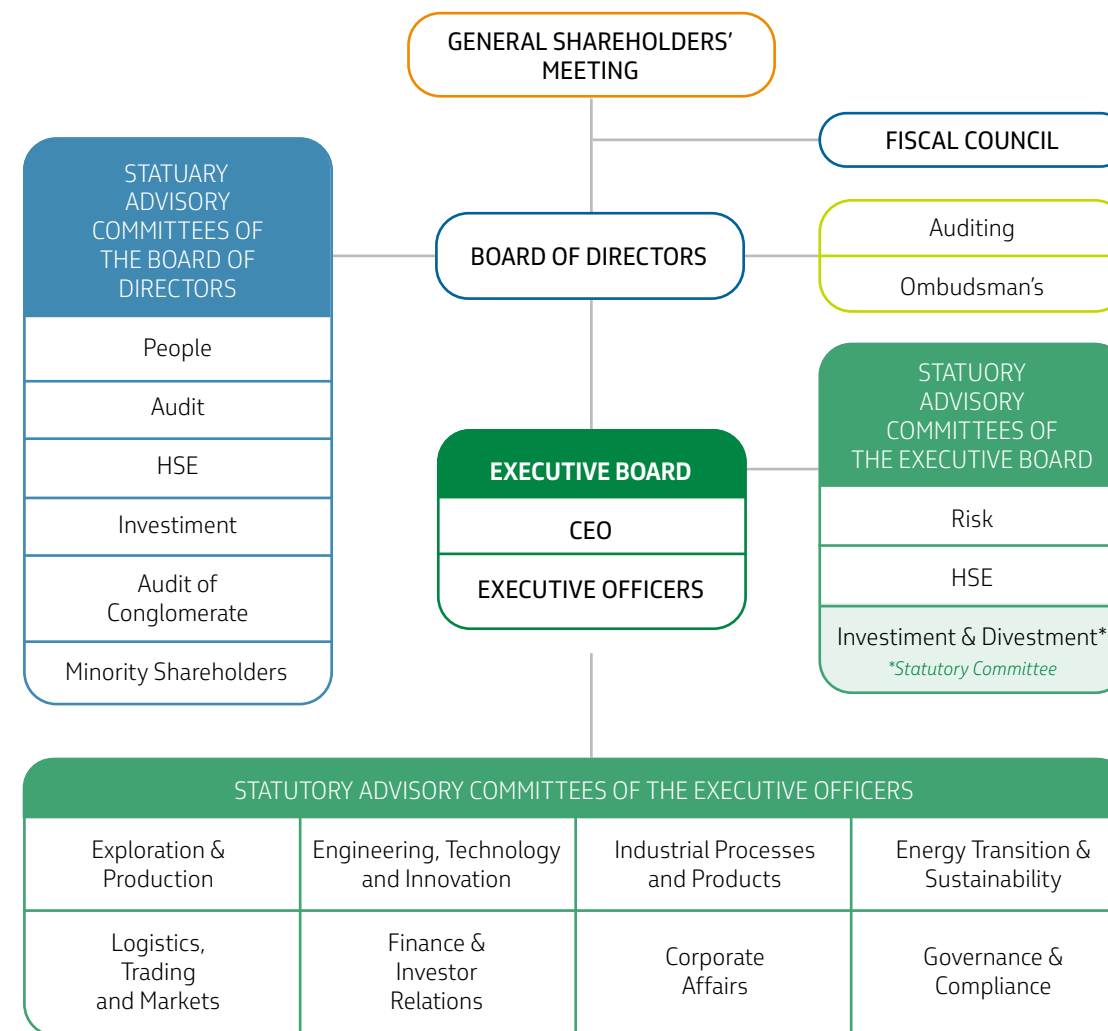 GENERAL SHAREHOLDERS'
MEETING
FISCAL COUNCIL
STATUARY
ADVISORY
COMMITTEES OF
THE BOARD OF
DIRECTORS
People
Audit
HSE
Investiment
Audit of
Conglomerate
Minority Shareholders
BOARD OF DIRECTORS
Auditing
Ombudsman's
EXECUTIVE BOARD
CEO
EXECUTIVE OFFICERS
STATUORY
ADVISORY
COMMITTEES OF
THE EXECUTIVE BOARD
Risk
HSE
Investiment & Divestment*
*Statutory Committee
STATUTORY ADVISORY COMMITTEES OF THE EXECUTIVE OFFICERS
Exploration &
Production
Engineering, Technology
and Innovation
Industrial Processes
and Products
Energy Transition &
Sustainability
Logistics,
Trading
and Markets
Finance &
Investor
Relations
Corporate
Affairs
Governance &
Compliance